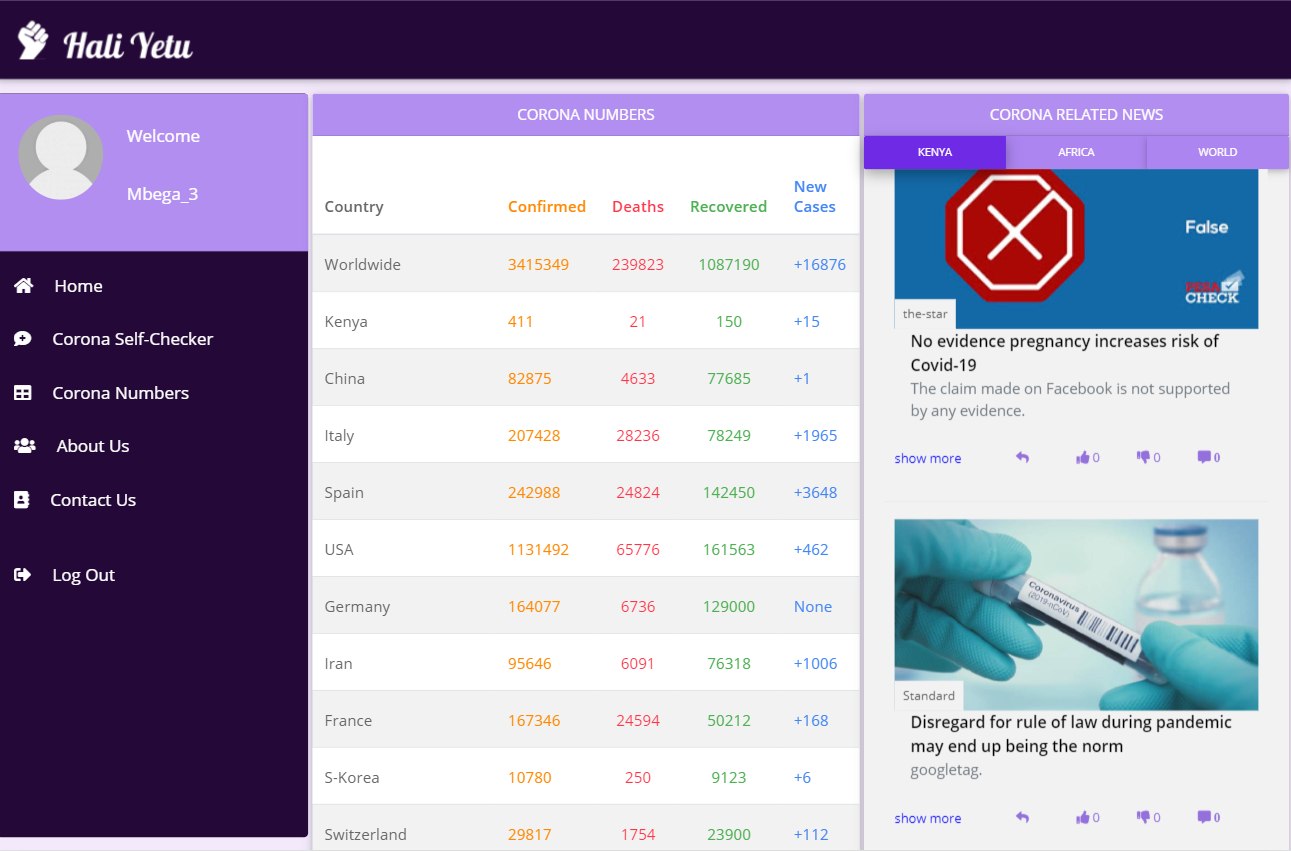 Hali Yetu
Welcome
Mbega_3
Home
Corona Self-Checker
Corona Numbers
About Us
Contact Us
Log Out
CORONA NUMBERS
Country Confirmed Deaths Recovered New Cases
Worldwide 3415349 239823 1087190 +16876
Kenya 411 21 150 +15
China 82875 4633 77685 +1
Italy 207428 28236 78249 +1965
Spain 242988 24824 142450 +3648
USA 1131492 65776 161563 +462
Germany 164077 6736 129000 None
Iran 95646 6091 76318 +1006
France 167346 24594 50212 +168
S-Korea 10780 250 9123 +6
Switzerland 29817 1754 23900 +112
CORONA RELATED NEWS
KENYA AFRICA WORLD
False
PESA
CHECK
the-star
No evidence pregnancy increases risk of
Covid-19
The claim made on Facebook is not supported
by any evidence.
show more 0 0 0
Coronavirus
(2019-nCoV)
Standard
Disregard for rule of law during pandemic
may end up being the norm
googletag.
show more 0 0 0